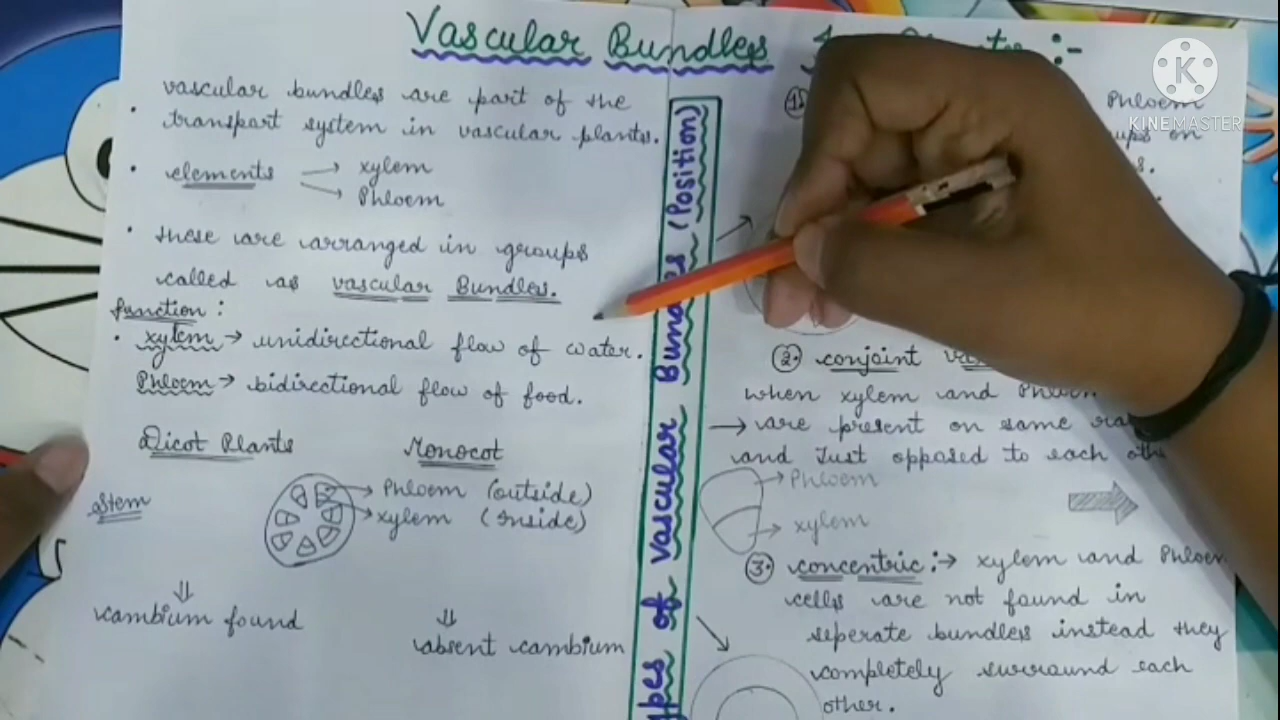 Vascular Bundles
vascular bundles are part of the
• transport system in vascular plants.
• elements → xylem
→ Phloem
• these are arranged in groups
called as vascular Bundles.
function :
• xylem → unidirectional flow of water.
Phloem → bidirectional flow of food.
Dicot Plants Monocot
stem
→ Phloem (outside)
→ xylem (Inside)
⇓
cambium found
⇓
absent cambium
of vascular Bundles (Position)
Phloem
on
2. conjoint
when xylem and
→ are present on same
and Just opposed to each
→ Phloem
→ xylem
3. concentric :→ xylem and Phloem
cells are not found in
seperate bundles instead they
completely surround each
other.
K
KINEMASTER